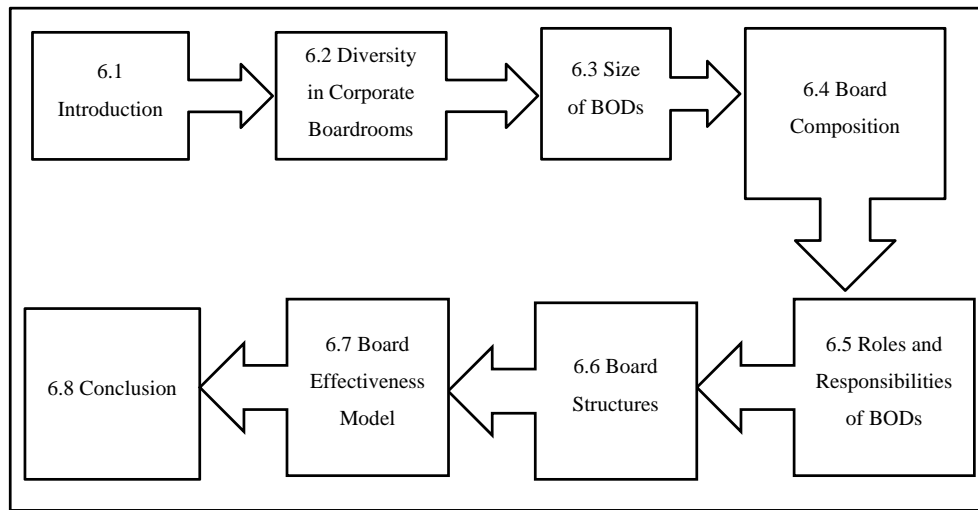 6.1
Introduction
6.2 Diversity
in Corporate
Boardrooms
6.3 Size
of BODs
6.4 Board
Composition
6.5 Roles and
Responsibilities
of BODs
6.6 Board
Structures
6.7 Board
Effectiveness
Model
6.8 Conclusion